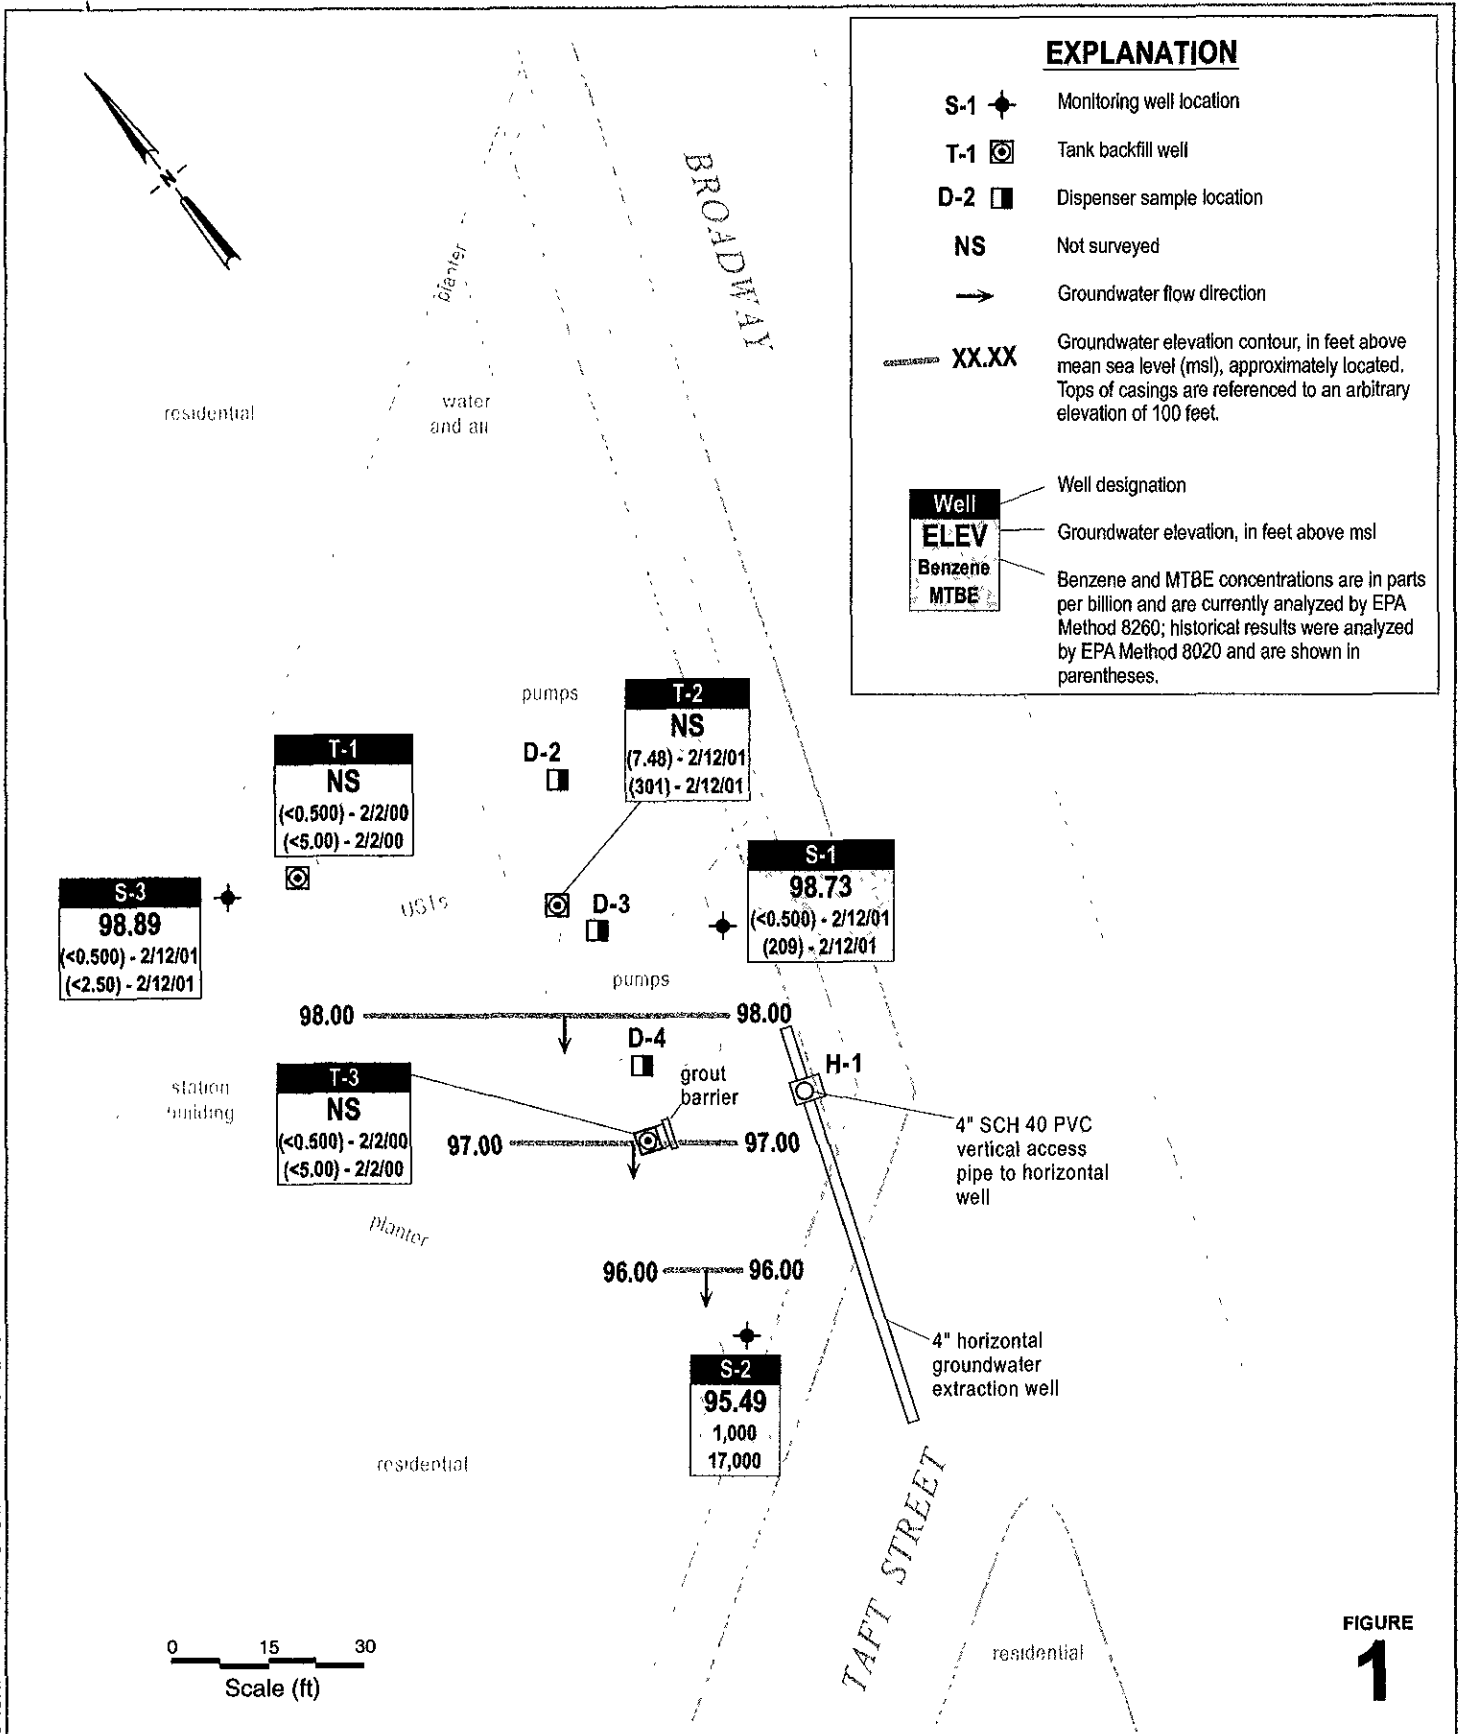 EXPLANATION
S-1 Monitoring well location
T-1 Tank backfill well
D-2 Dispenser sample location
NS Not surveyed
Groundwater flow direction
XX.XX Groundwater elevation contour, in feet above
mean sea level (msl), approximately located.
Tops of casings are referenced to an arbitrary
elevation of 100 feet.
Well
ELEV
Benzene
MTBE
Well designation
Groundwater elevation, in feet above msl
Benzene and MTBE concentrations are in parts
per billion and are currently analyzed by EPA
Method 8260; historical results were analyzed
by EPA Method 8020 and are shown in
parentheses.
N
BROADWAY
planter
residential
water
and air
pumps
T-2
NS
(7.48) - 2/12/01
(301) - 2/12/01
D-2
T-1
NS
(<0.500) - 2/2/00
(<5.00) - 2/2/00
S-1
98.73
(<0.500) - 2/12/01
(209) - 2/12/01
S-3
98.89
(<0.500) - 2/12/01
(<2.50) - 2/12/01
USTs
D-3
pumps
98.00 98.00
D-4
H-1
T-3
NS
(<0.500) - 2/2/00
(<5.00) - 2/2/00
grout
barrier
station
building
4" SCH 40 PVC
vertical access
pipe to horizontal
well
97.00 97.00
planter
96.00 96.00
4" horizontal
groundwater
extraction well
S-2
95.49
1,000
17,000
residential
TAFT STREET
residential
0 15 30
Scale (ft)
FIGURE
1